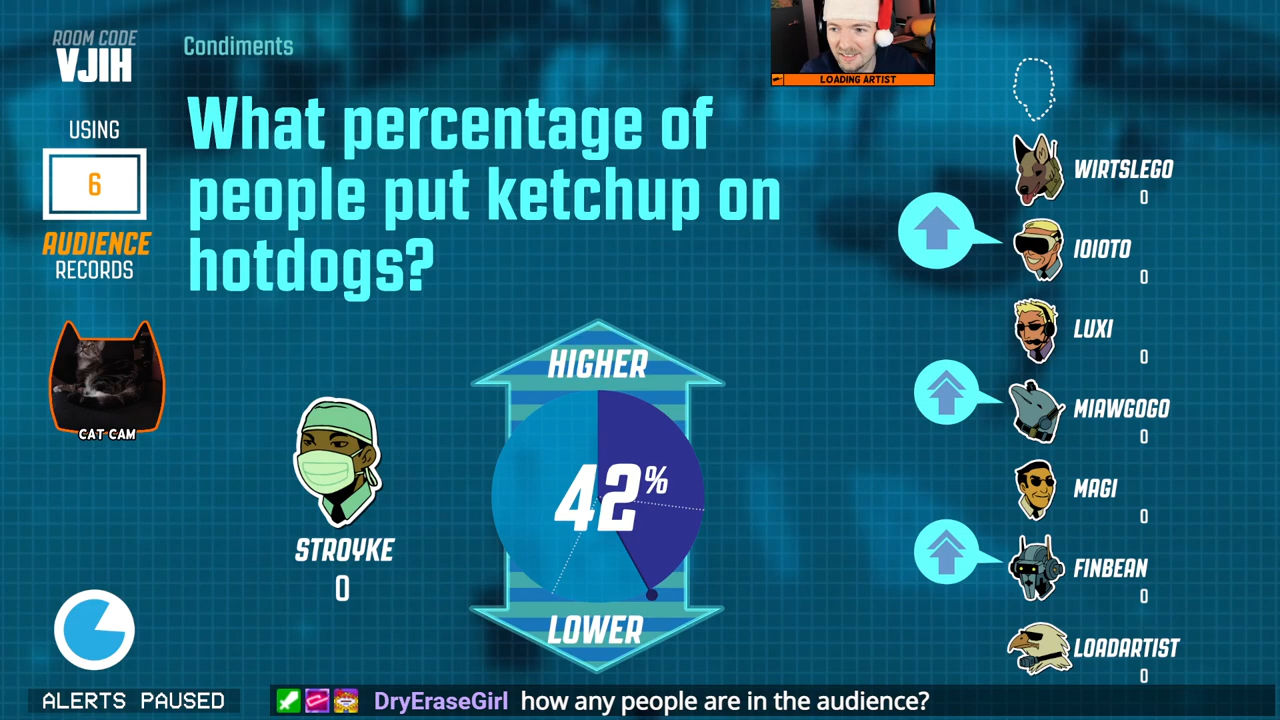 ROOM CODE
VJIH
Condiments
LOADING ARTIST
What percentage of
people put ketchup on
hotdogs?
USING
6
AUDIENCE
RECORDS
CAT CAM
HIGHER
42%
LOWER
STROYKE
0
WIRTSLEGO
0
IOIOTO
0
LUXI
0
MIAWGOGO
0
MAGI
0
FINBEAN
0
LOADARTIST
0
ALERTS PAUSED
DryEraseGirl how any people are in the audience?